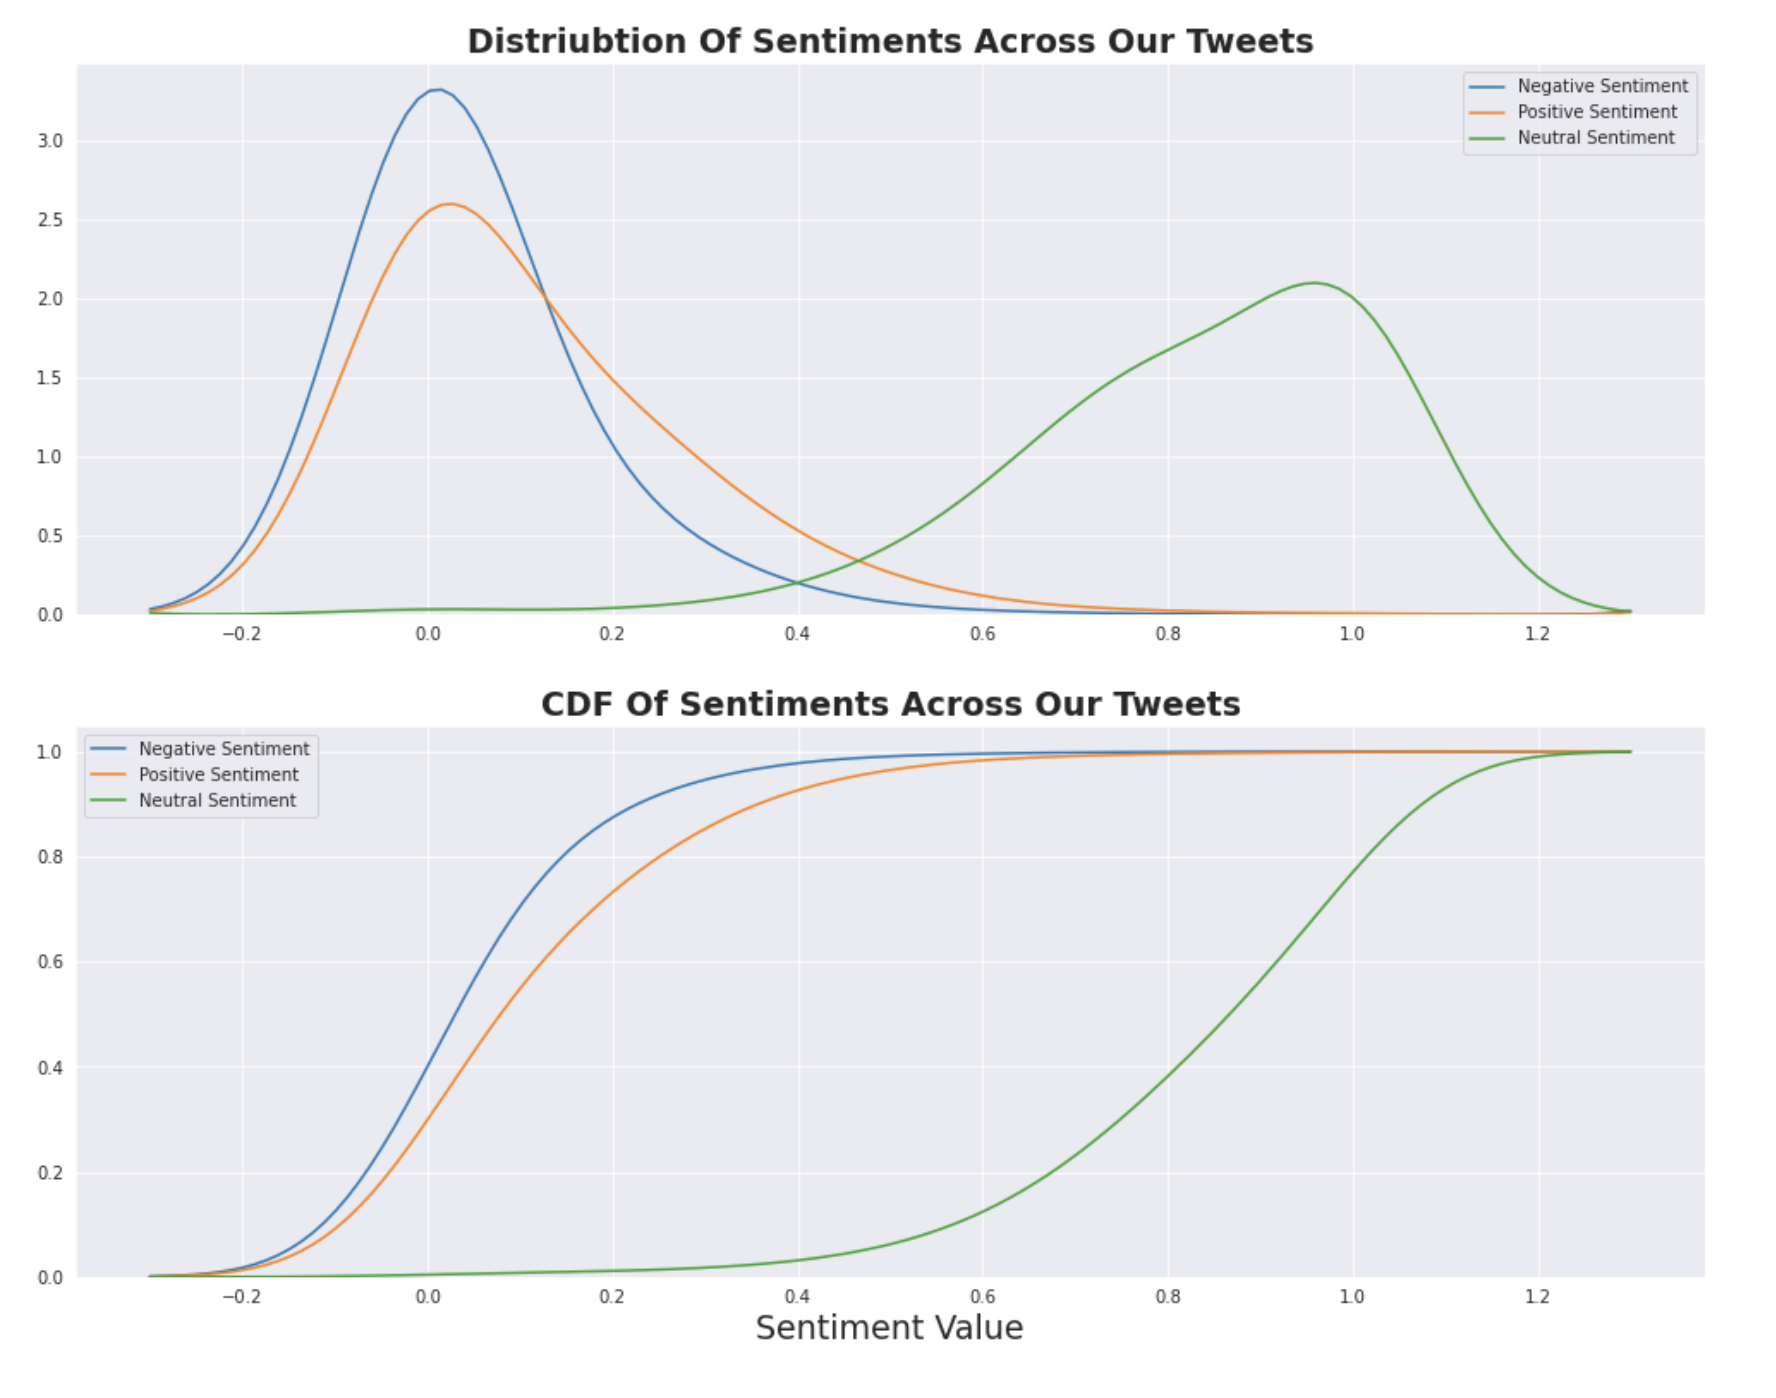 Distriubtion Of Sentiments Across Our Tweets
Negative Sentiment
Positive Sentiment
Neutral Sentiment
3.0
2.5
2.0
1.5
1.0
0.5
0.0
−0.2 0.0 0.2 0.4 0.6 0.8 1.0 1.2
CDF Of Sentiments Across Our Tweets
Negative Sentiment
Positive Sentiment
Neutral Sentiment
1.0
0.8
0.6
0.4
0.2
0.0
−0.2 0.0 0.2 0.4 0.6 0.8 1.0 1.2
Sentiment Value